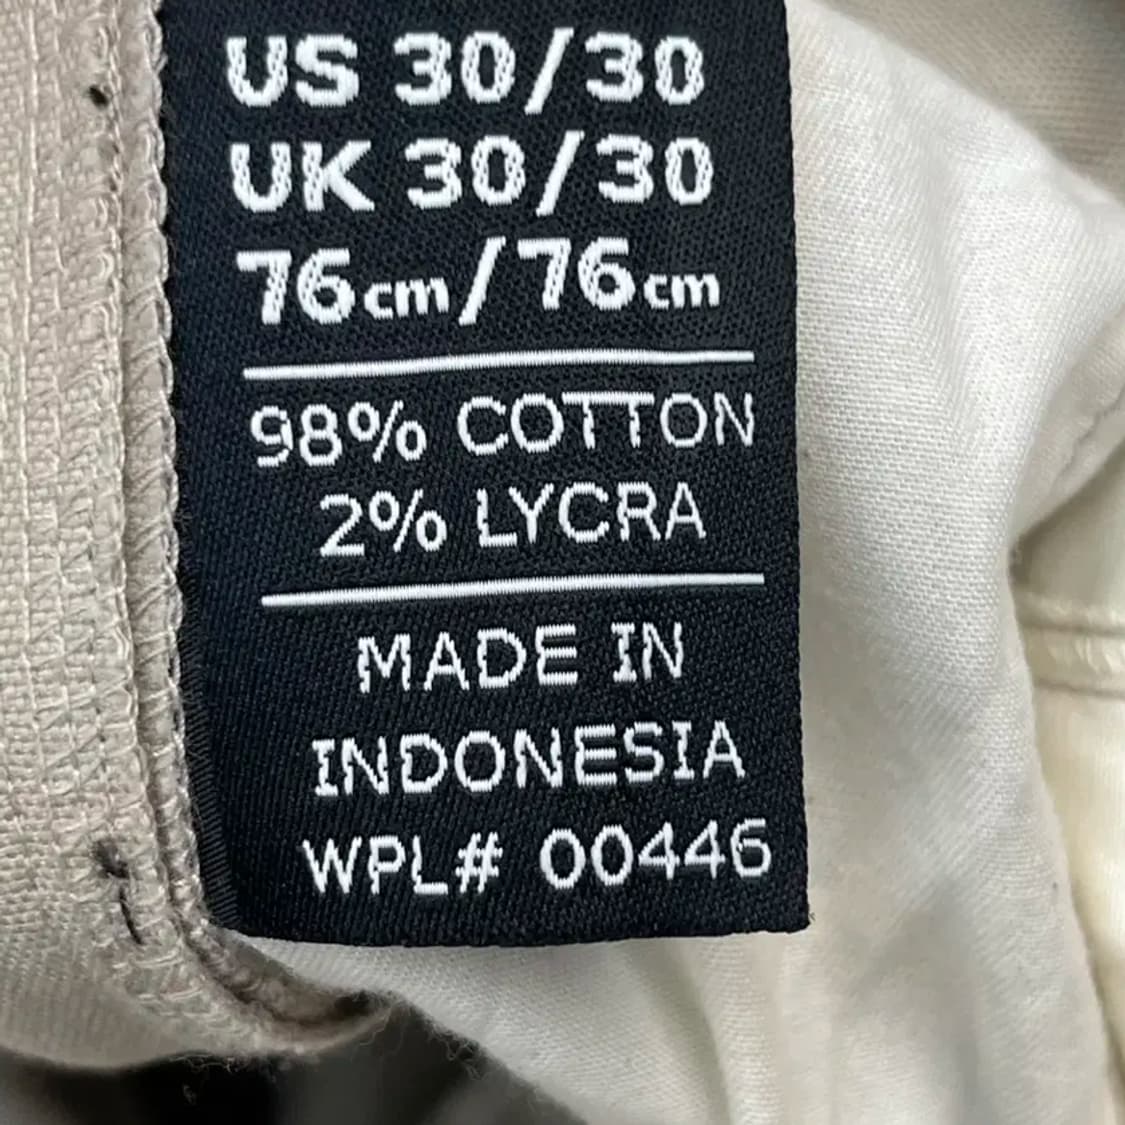 US 30/30
UK 30/30
76cm/76cm
98% COTTON
2% LYCRA
MADE IN
INDONESIA
WPL# 00446